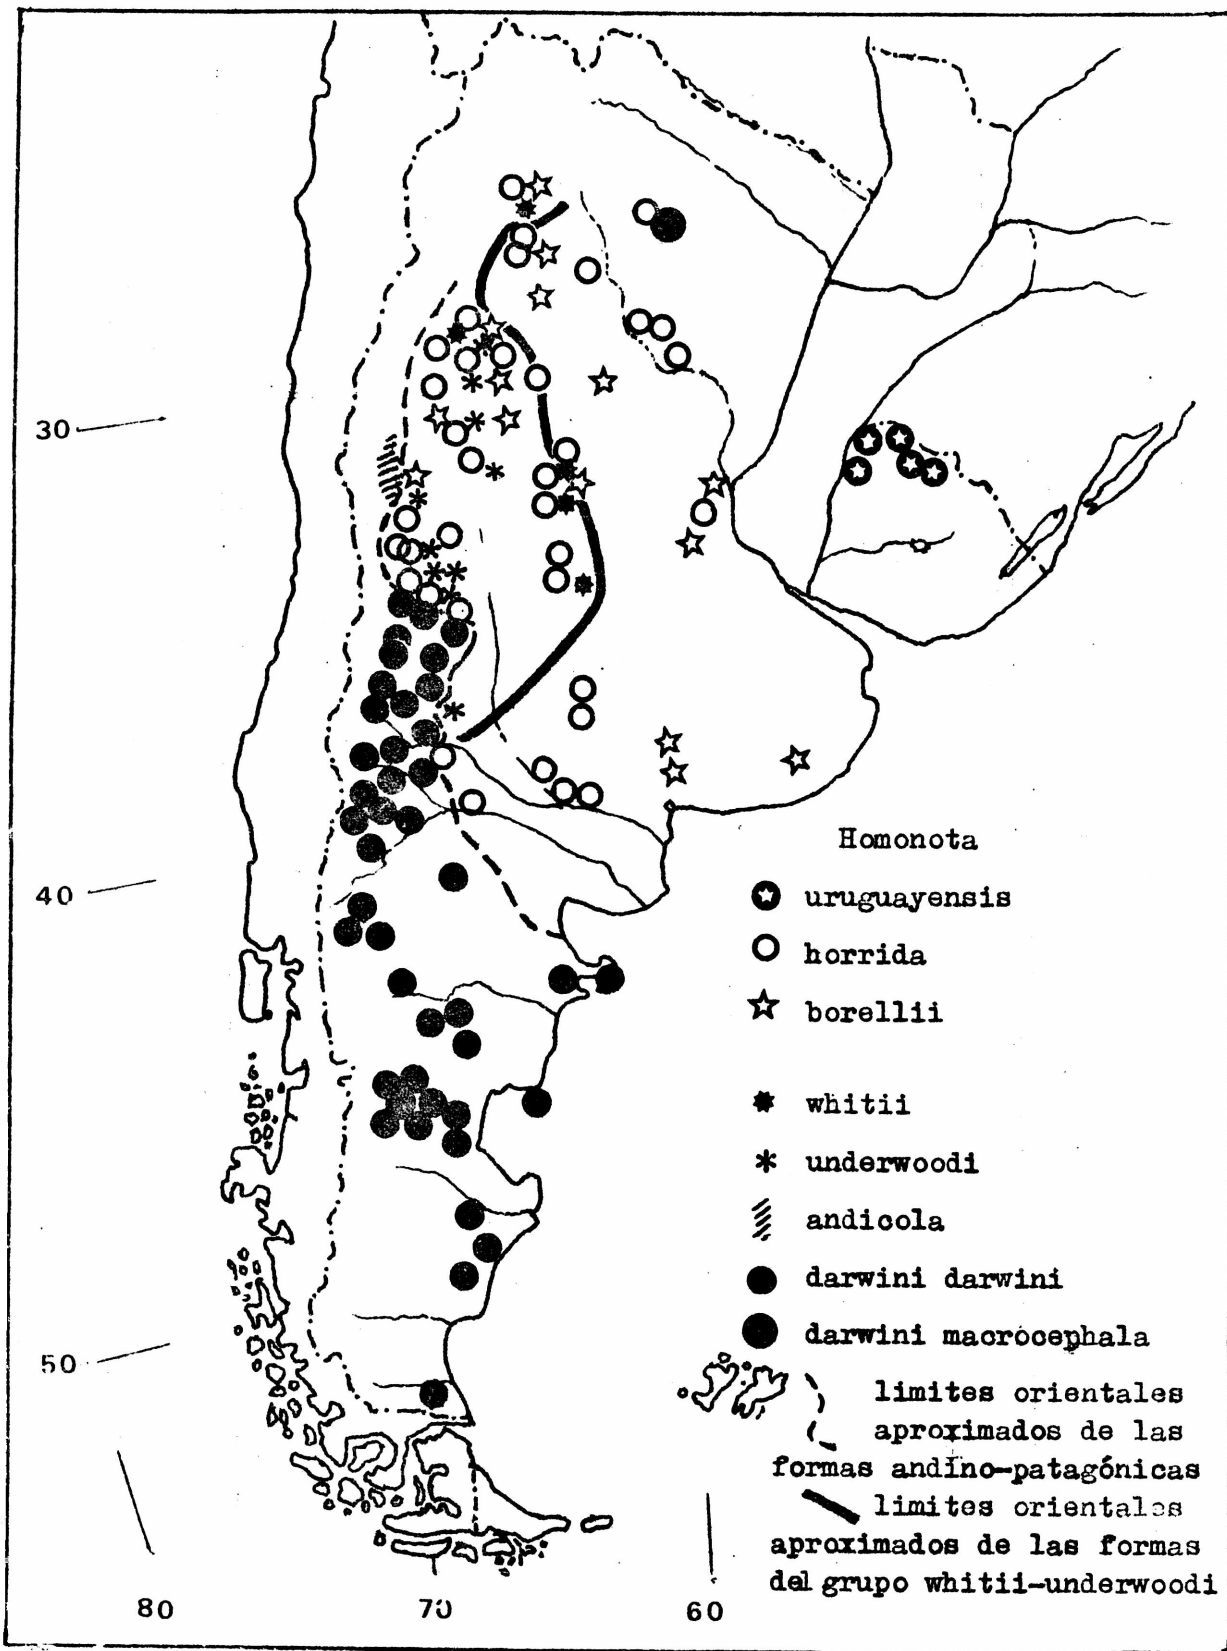 30
40
50
80
70
60
Homonota
uruguayensis
horrida
borellii
whitii
underwoodi
andicola
darwini darwini
darwini macrocephala
limites orientales
aproximados de las
formas andino-patagónicas
limites orientales
aproximados de las formas
del grupo whitii-underwoodi